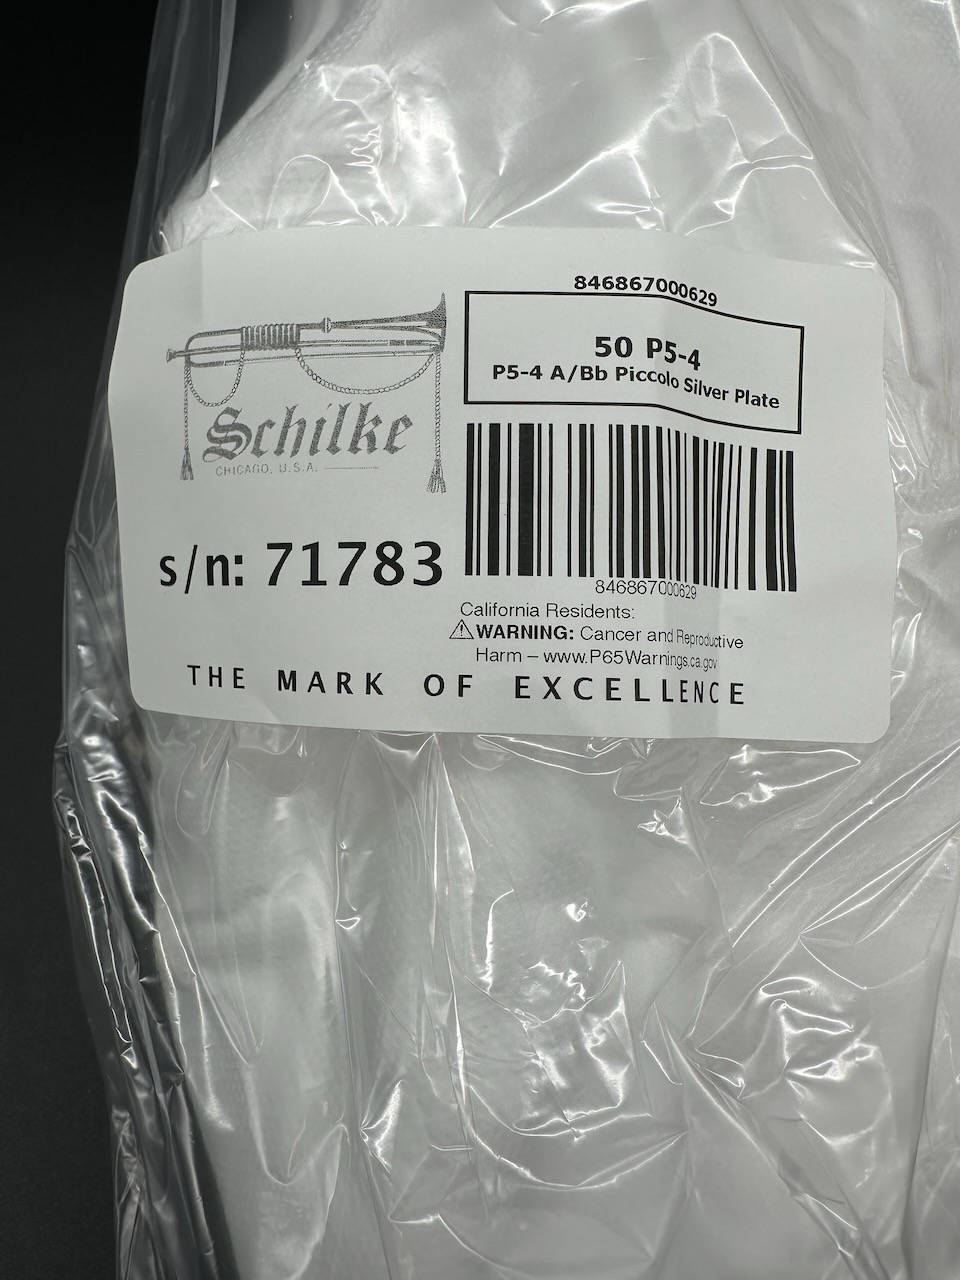 Schilke
CHICAGO, U.S.A.
s/n: 71783
846867000629
50 P5-4
P5-4 A/Bb Piccolo Silver Plate
846867000629
California Residents:
⚠WARNING: Cancer and Reproductive
Harm – www.P65Warnings.ca.gov
THE MARK OF EXCELLENCE